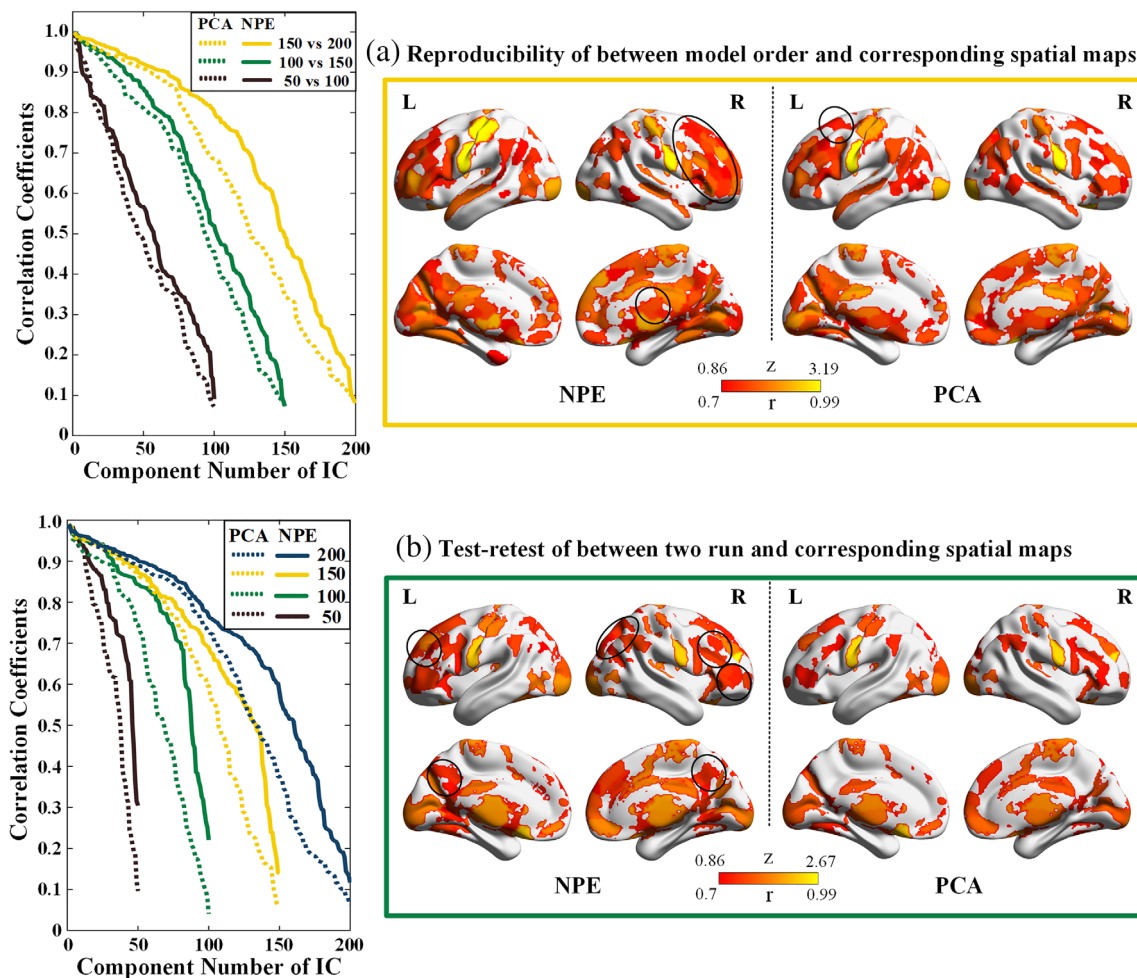 PCA NPE
150 vs 200
100 vs 150
50 vs 100
1.0
0.9
0.8
0.7
0.6
0.5
0.4
0.3
0.2
0.1
0
Correlation Coefficients
0 50 100 150 200
Component Number of IC
(a) Reproducibility of between model order and corresponding spatial maps
L R L R
0.86 z 3.19
0.7 r 0.99
NPE PCA
PCA NPE
200
150
100
50
1.0
0.9
0.8
0.7
0.6
0.5
0.4
0.3
0.2
0.1
0
Correlation Coefficients
0 50 100 150 200
Component Number of IC
(b) Test-retest of between two run and corresponding spatial maps
L R L R
0.86 z 2.67
0.7 r 0.99
NPE PCA